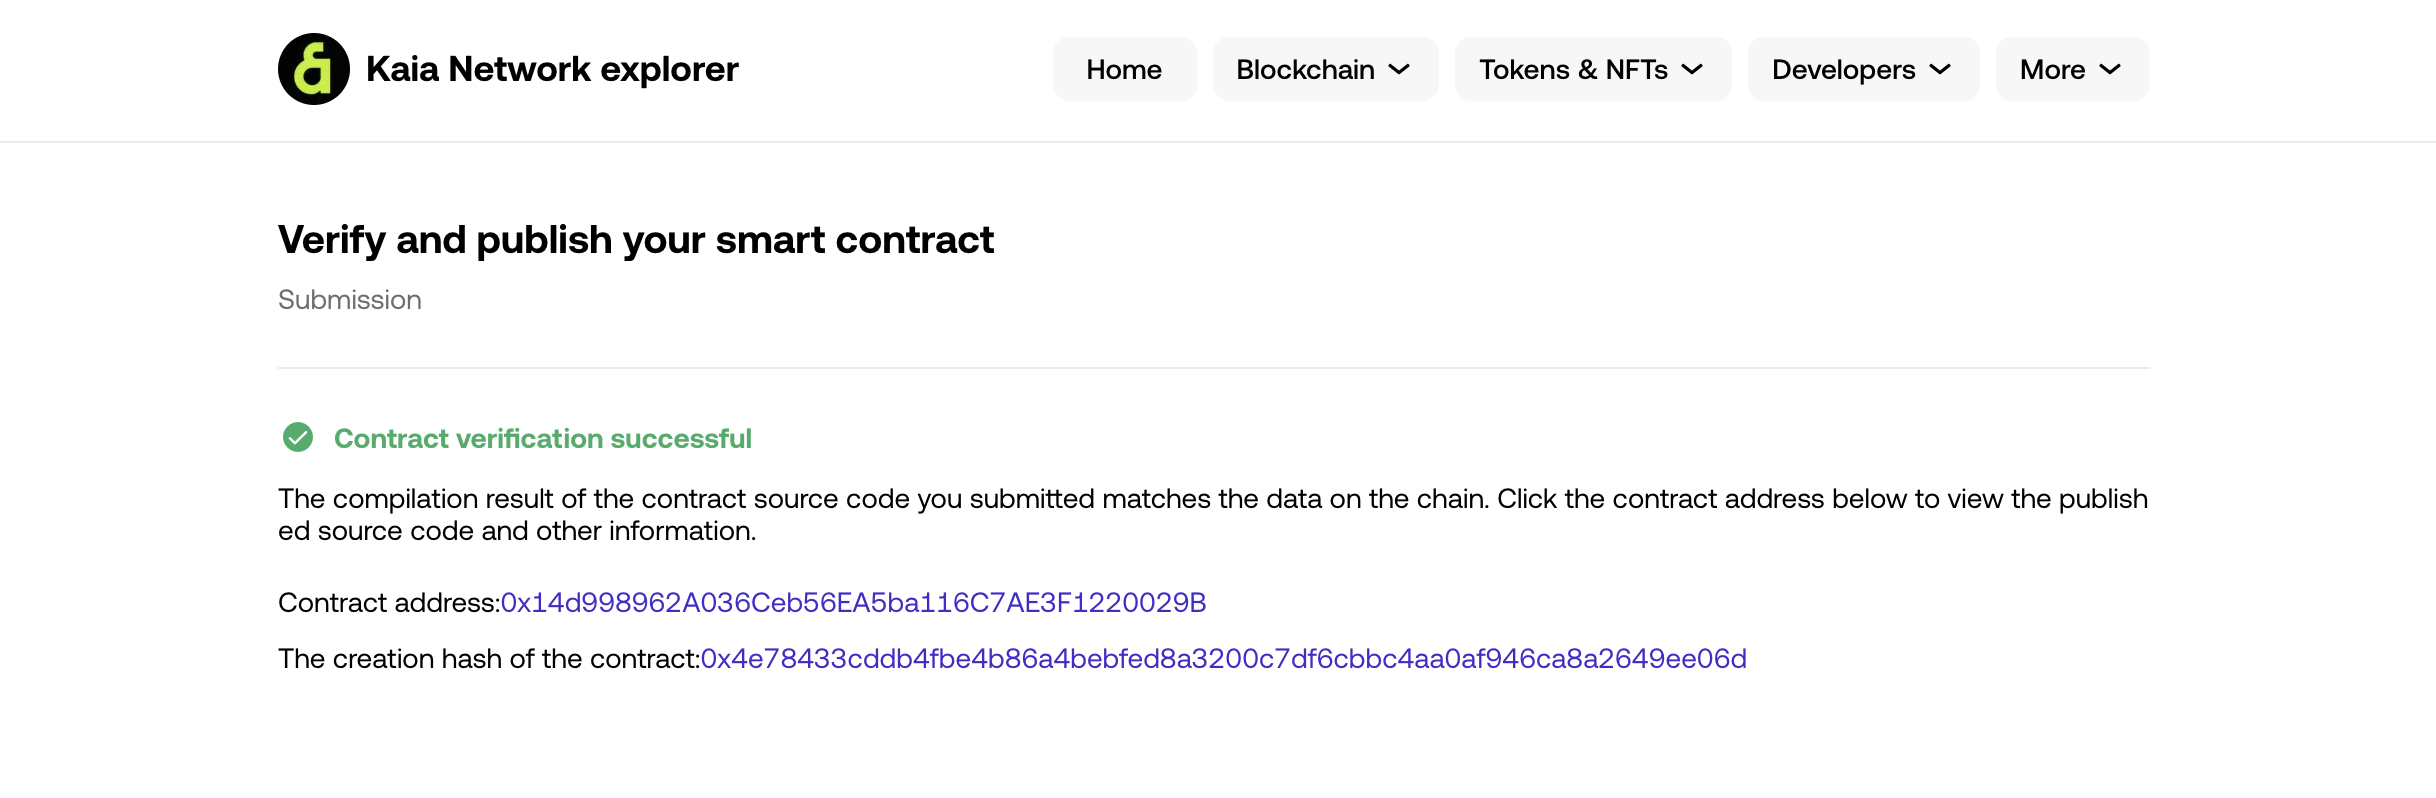 Kaia Network explorer
Home
Blockchain
Tokens & NFTs
Developers
More
Verify and publish your smart contract
Submission
Contract verification successful
The compilation result of the contract source code you submitted matches the data on the chain. Click the contract address below to view the publish
ed source code and other information.
Contract address:0x14d998962A036Ceb56EA5ba116C7AE3F1220029B
The creation hash of the contract:0x4e78433cddb4fbe4b86a4bebfed8a3200c7df6cbbc4aa0af946ca8a2649ee06d